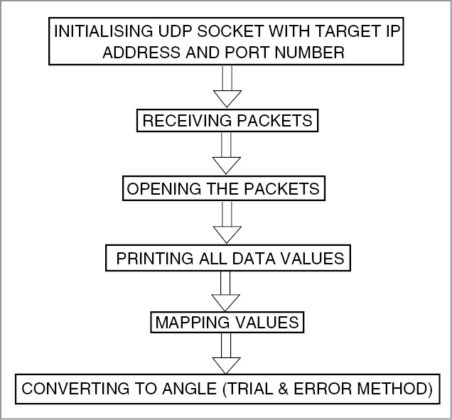 INITIALISING UDP SOCKET WITH TARGET IP
ADDRESS AND PORT NUMBER
RECEIVING PACKETS
OPENING THE PACKETS
PRINTING ALL DATA VALUES
MAPPING VALUES
CONVERTING TO ANGLE (TRIAL & ERROR METHOD)